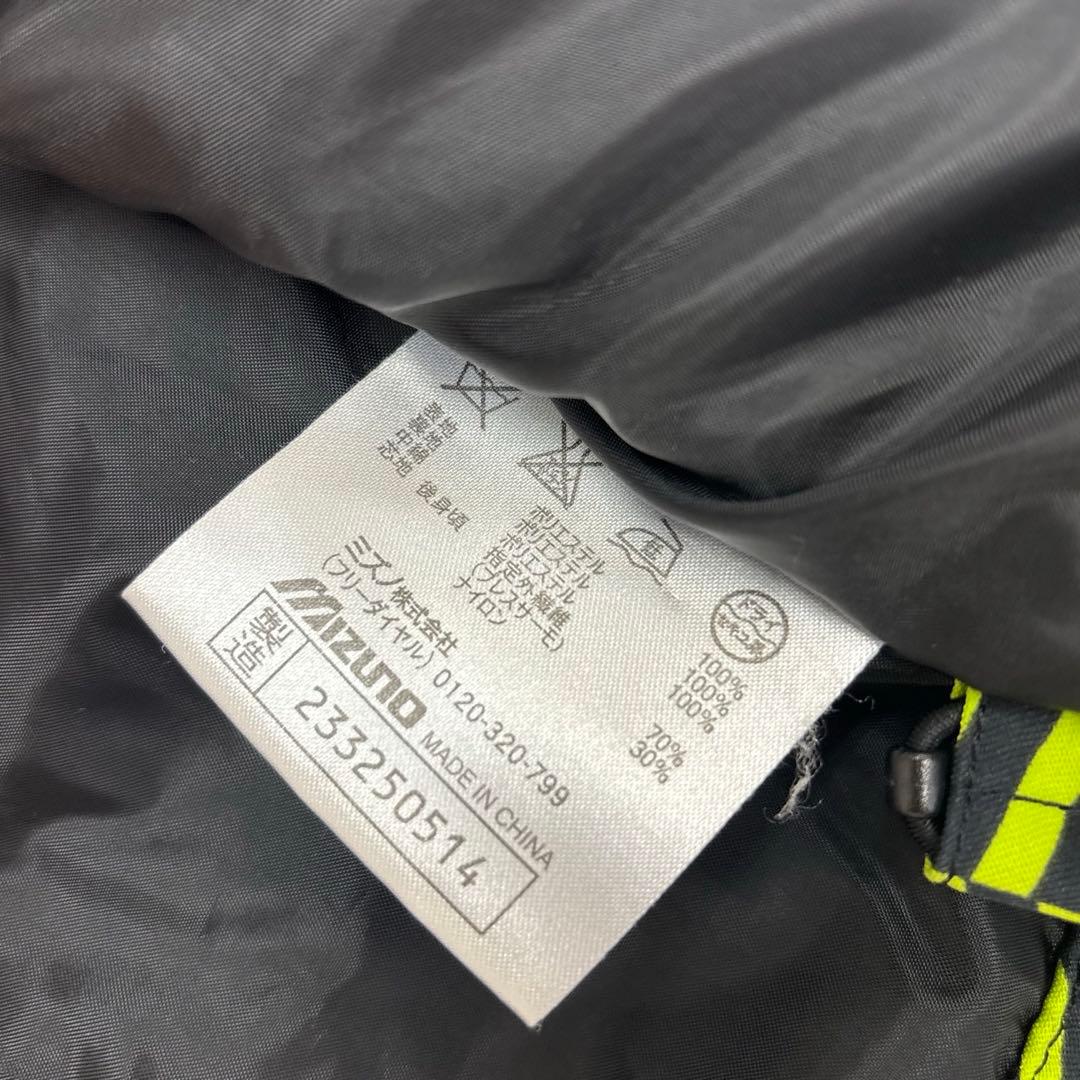 表地 ポリエステル 100%
裏地 ポリエステル 100%
中綿 ポリエステル 100%
芯地 後身頃 指定外繊維
(ブレスサーモ) 70%
ナイロン 30%
ミズノ株式会社
(フリーダイヤル) 0120-320-799
MIZUNO MADE IN CHINA
製造 233250514